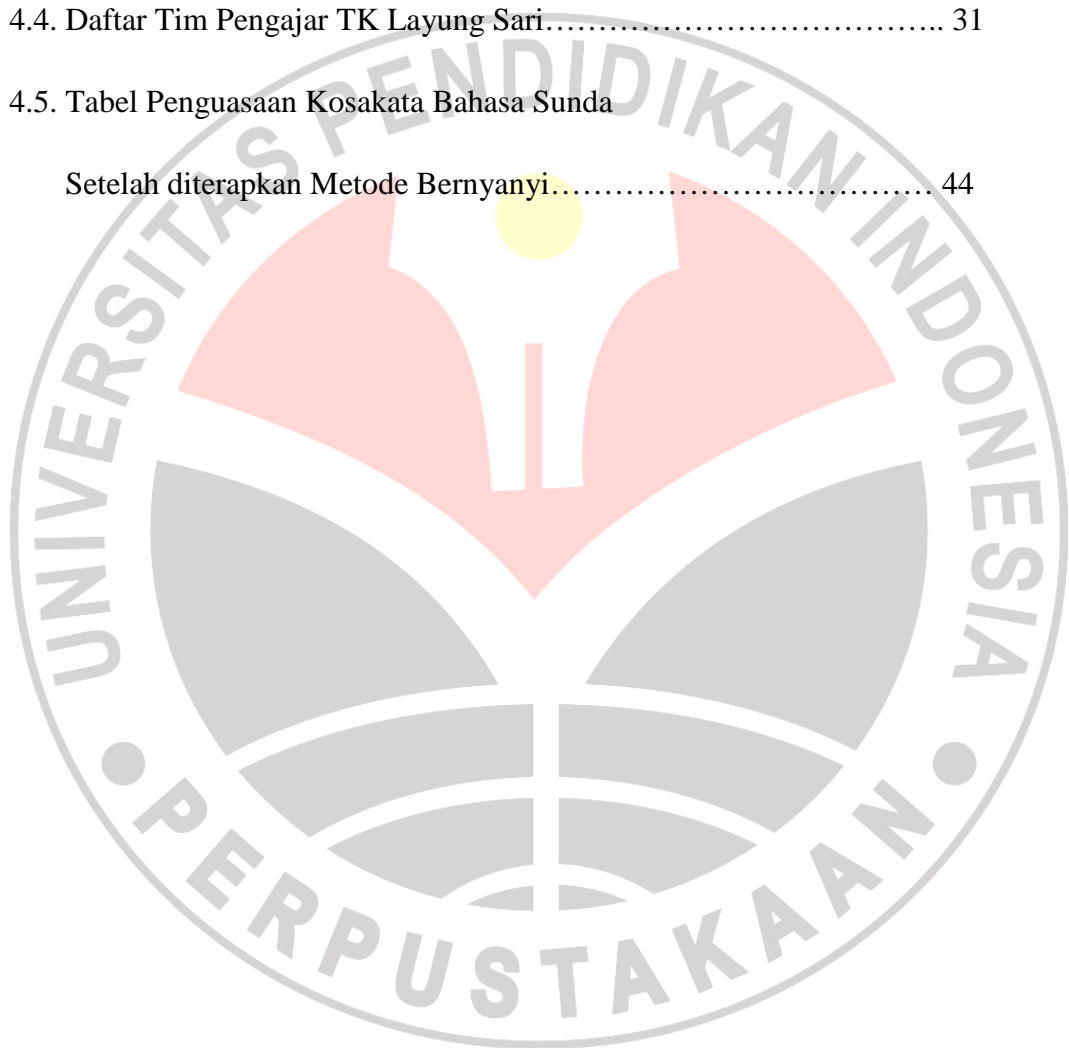 4.4. Daftar Tim Pengajar TK Layung Sari……………………………….. 31
4.5. Tabel Penguasaan Kosakata Bahasa Sunda
Setelah diterapkan Metode Bernyanyi……………………………… 44
UNIVERSITAS PENDIDIKAN INDONESIA
PERPUSTAKAAN